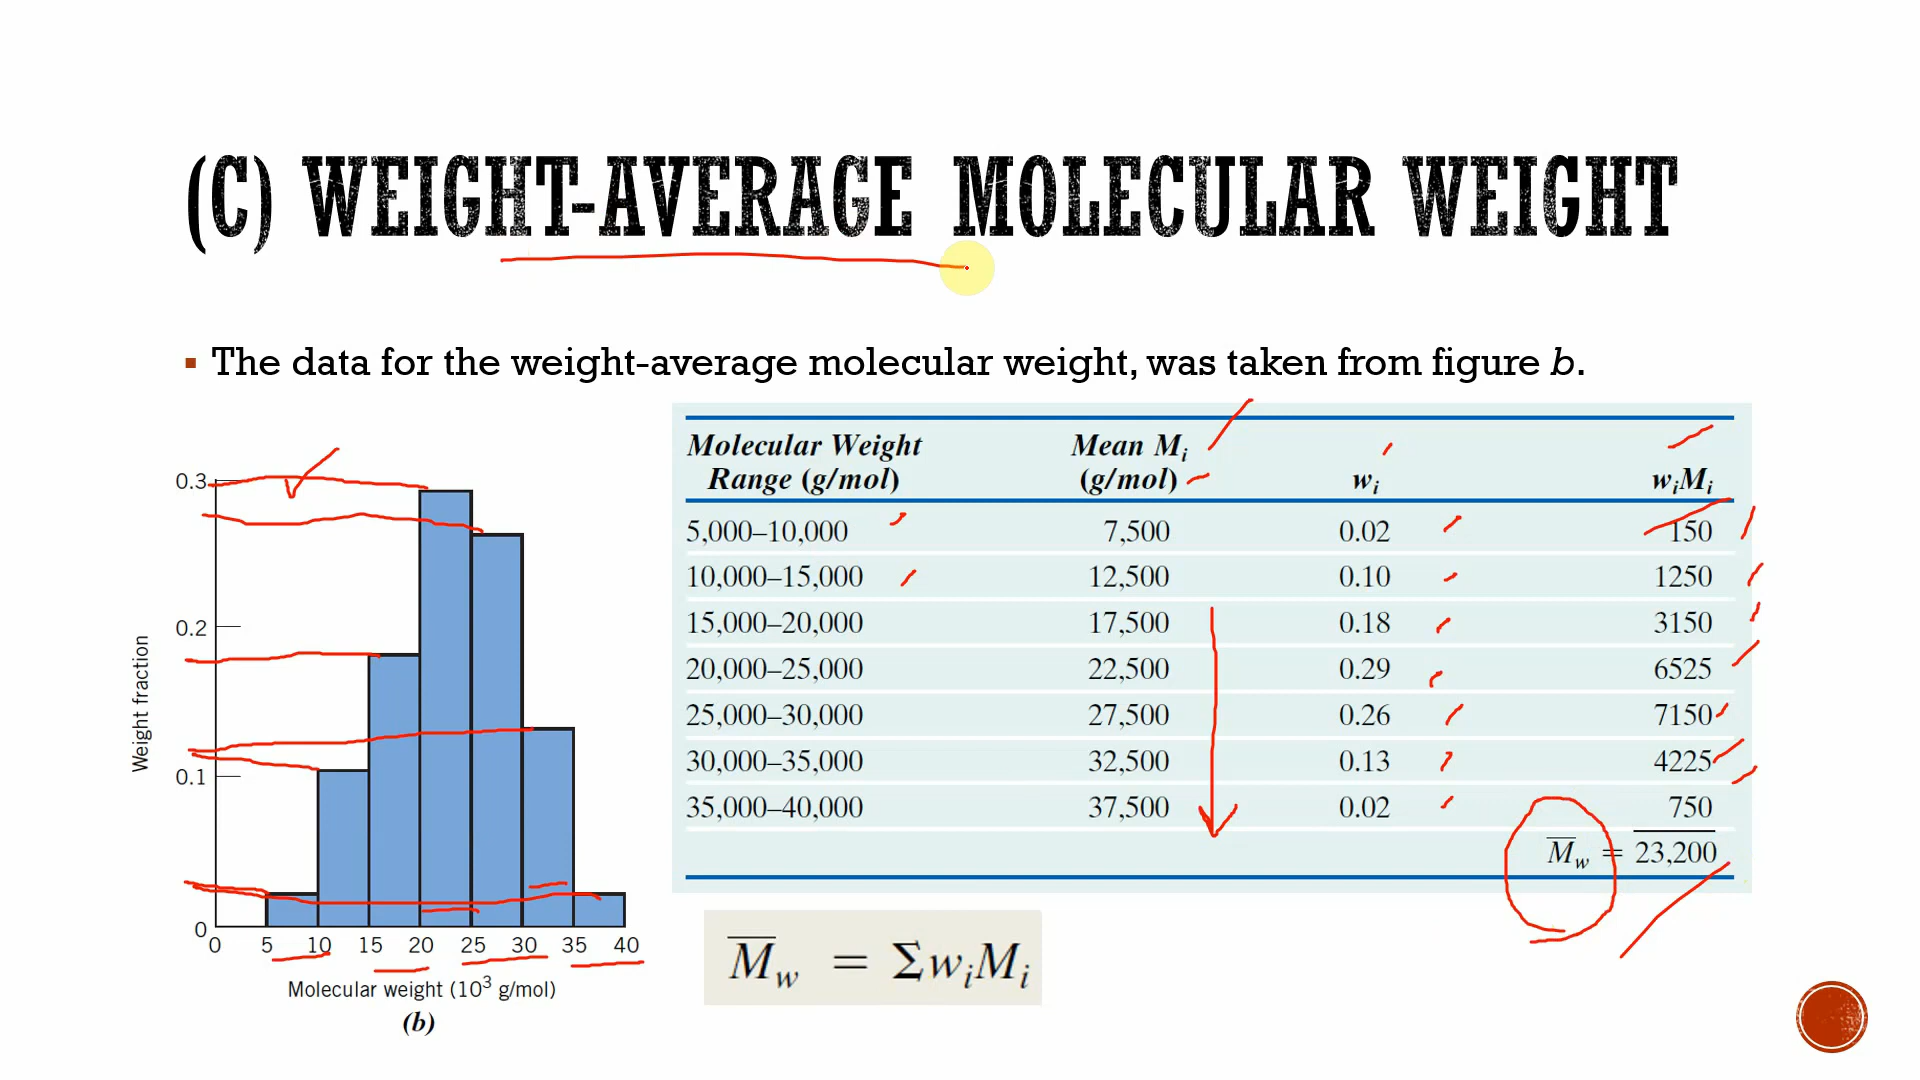 (C) WEIGHT-AVERAGE MOLECULAR WEIGHT
▪ The data for the weight-average molecular weight, was taken from figure b.
Weight fraction
0.3
0.2
0.1
0
0 5 10 15 20 25 30 35 40
Molecular weight (10³ g/mol)
(b)
Molecular Weight Range (g/mol) Mean Mᵢ (g/mol) wᵢ wᵢMᵢ
5,000–10,000 7,500 0.02 150
10,000–15,000 12,500 0.10 1250
15,000–20,000 17,500 0.18 3150
20,000–25,000 22,500 0.29 6525
25,000–30,000 27,500 0.26 7150
30,000–35,000 32,500 0.13 4225
35,000–40,000 37,500 0.02 750
M̅w = 23,200
M̅w = ΣwᵢMᵢ